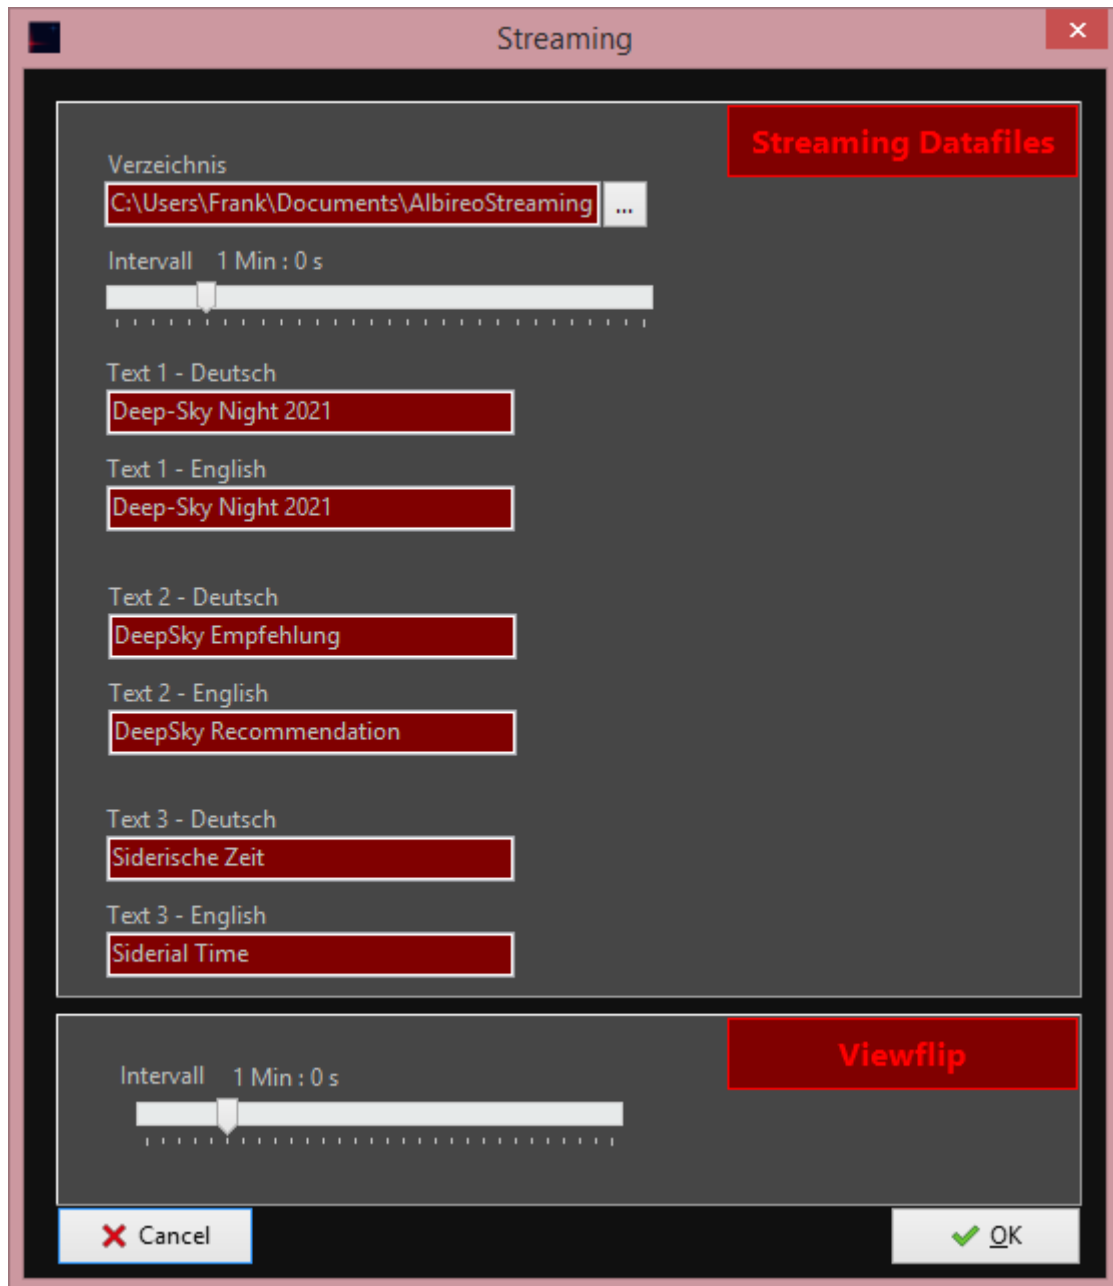 Streaming
Streaming Datafiles
Verzeichnis
C:\Users\Frank\Documents\AlbireoStreaming
...
Intervall 1 Min : 0 s
Text 1 - Deutsch
Deep-Sky Night 2021
Text 1 - English
Deep-Sky Night 2021
Text 2 - Deutsch
DeepSky Empfehlung
Text 2 - English
DeepSky Recommendation
Text 3 - Deutsch
Siderische Zeit
Text 3 - English
Siderial Time
Viewflip
Intervall 1 Min : 0 s
Cancel
OK